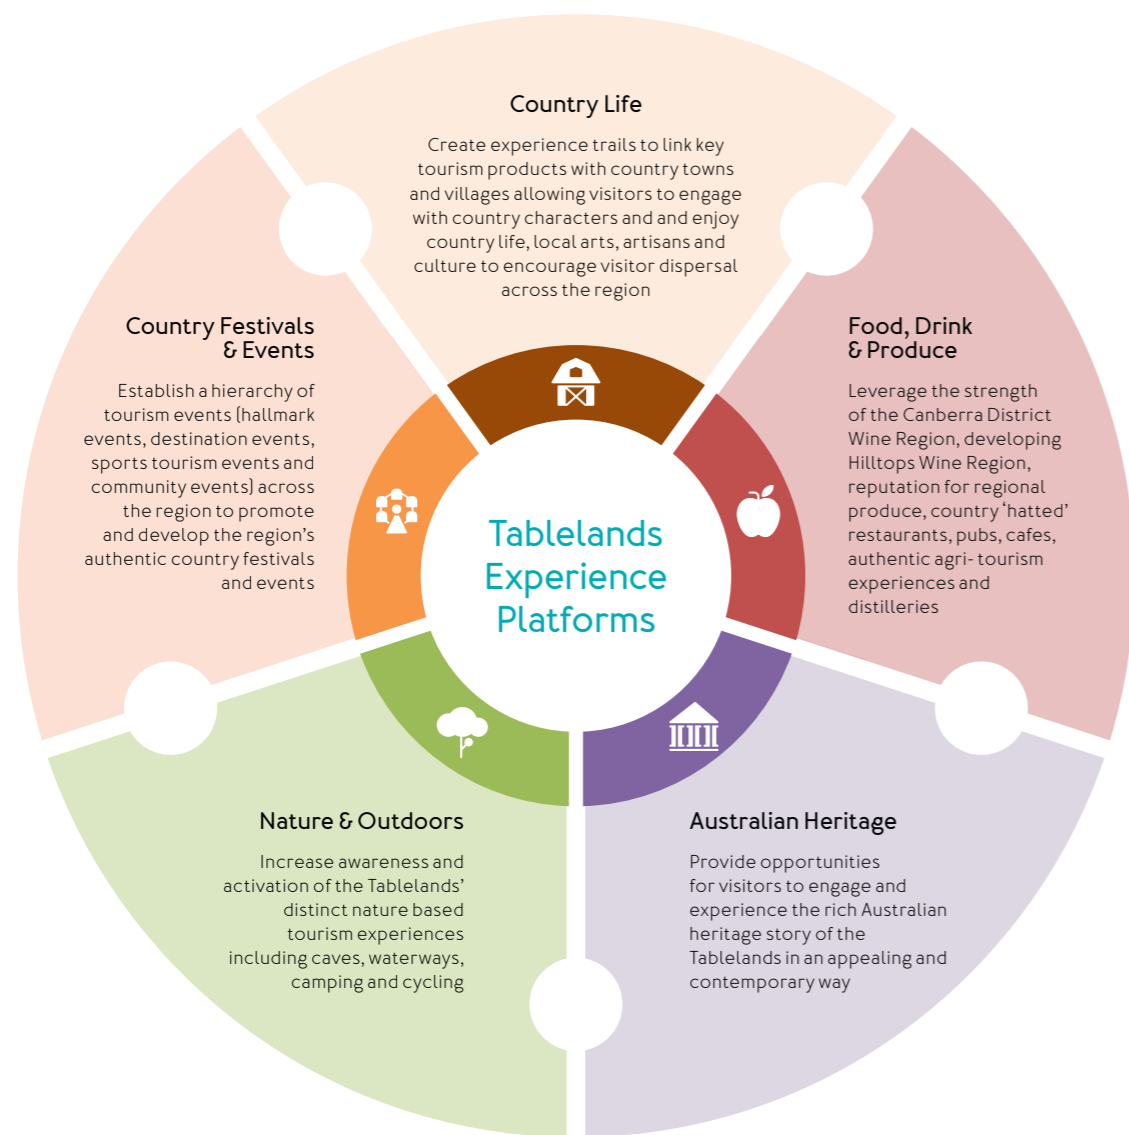 Country Life
Create experience trails to link key
tourism products with country towns
and villages allowing visitors to engage
with country characters and and enjoy
country life, local arts, artisans and
culture to encourage visitor dispersal
across the region
Food, Drink
& Produce
Leverage the strength
of the Canberra District
Wine Region, developing
Hilltops Wine Region,
reputation for regional
produce, country ‘hatted’
restaurants, pubs, cafes,
authentic agri- tourism
experiences and
distilleries
Australian Heritage
Provide opportunities
for visitors to engage and
experience the rich Australian
heritage story of the
Tablelands in an appealing and
contemporary way
Nature & Outdoors
Increase awareness and
activation of the Tablelands’
distinct nature based
tourism experiences
including caves, waterways,
camping and cycling
Country Festivals
& Events
Establish a hierarchy of
tourism events (hallmark
events, destination events,
sports tourism events and
community events) across
the region to promote
and develop the region’s
authentic country festivals
and events
Tablelands
Experience
Platforms